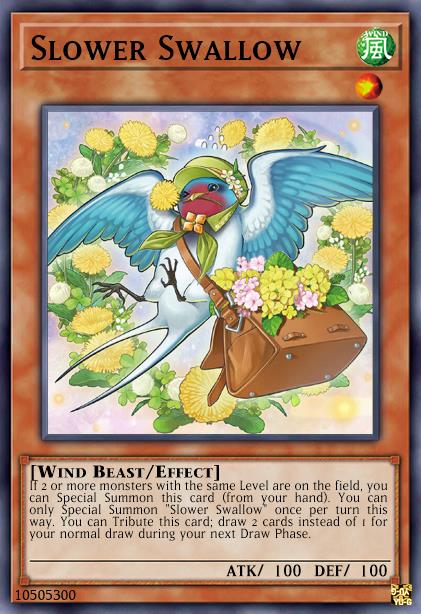 Slower Swallow
WIND
風
[Wind Beast/Effect]
If 2 or more monsters with the same Level are on the field, you
can Special Summon this card (from your hand). You can
only Special Summon "Slower Swallow" once per turn this
way. You can Tribute this card; draw 2 cards instead of 1 for
your normal draw during your next Draw Phase.
ATK/ 100 DEF/ 100
10505300